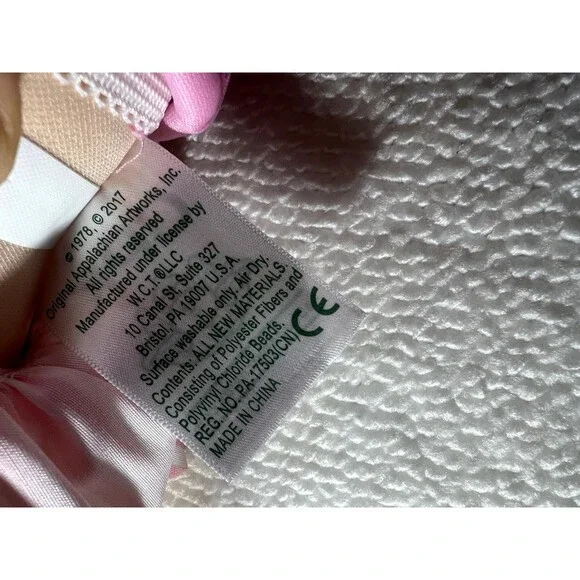 © 1978, © 2017
Original Appalachian Artworks, Inc.
All rights reserved
Manufactured under license by
W.C.T.®LLC
10 Canal St. Suite 327
Bristol, PA 19007 U.S.A
Surface washable only. Air Dry.
Contents. ALL NEW MATERIALS.
Consisting of Polyester Fibers and
Polyvinyl Chloride Beads.
REG. NO. PA-17503(CN)
MADE IN CHINA
CE